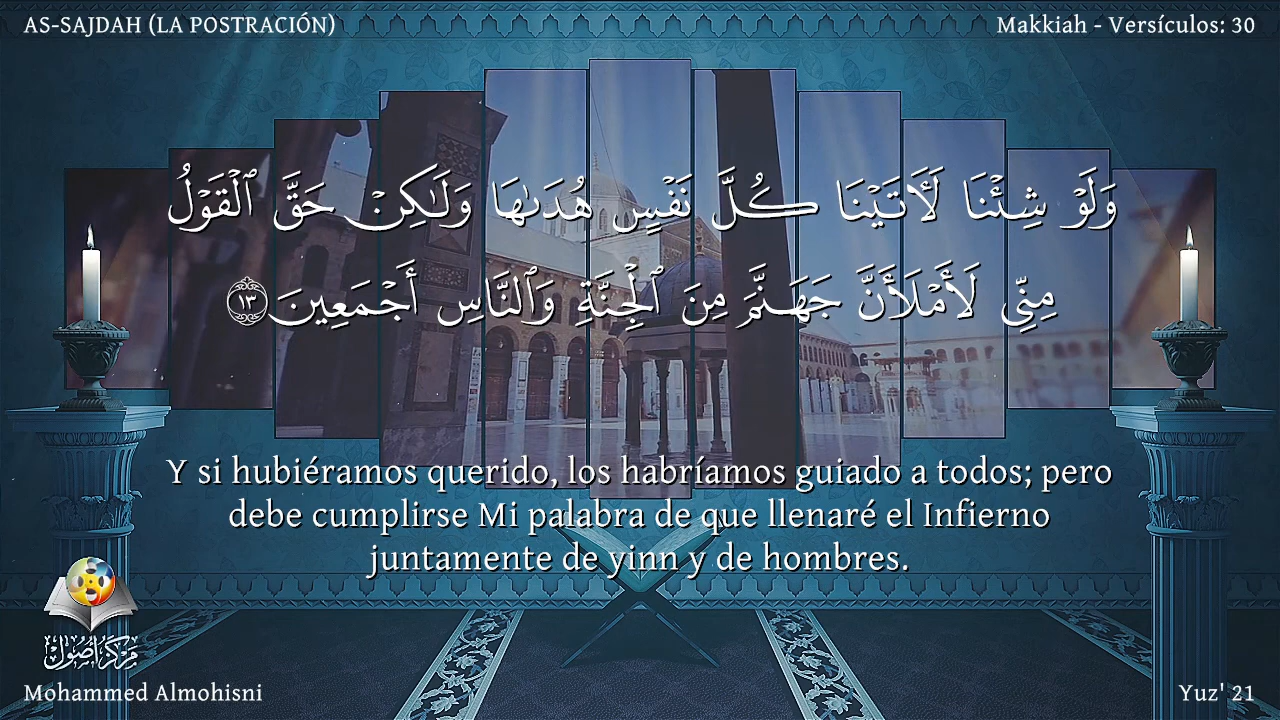 AS-SAJDAH (LA POSTRACIÓN)
Makkiah - Versículos: 30
وَلَوْ شِئْنَا لَأٓتَيْنَا كُلَّ نَفْسٍ هُدَىٰهَا وَلَٰكِنْ حَقَّ ٱلْقَوْلُ
مِنِّى لَأَمْلَأَنَّ جَهَنَّمَ مِنَ ٱلْجِنَّةِ وَٱلنَّاسِ أَجْمَعِينَ ١٣
Y si hubiéramos querido, los habríamos guiado a todos; pero
debe cumplirse Mi palabra de que llenaré el Infierno
juntamente de yinn y de hombres.
مركز أصول
Mohammed Almohisni
Yuz' 21